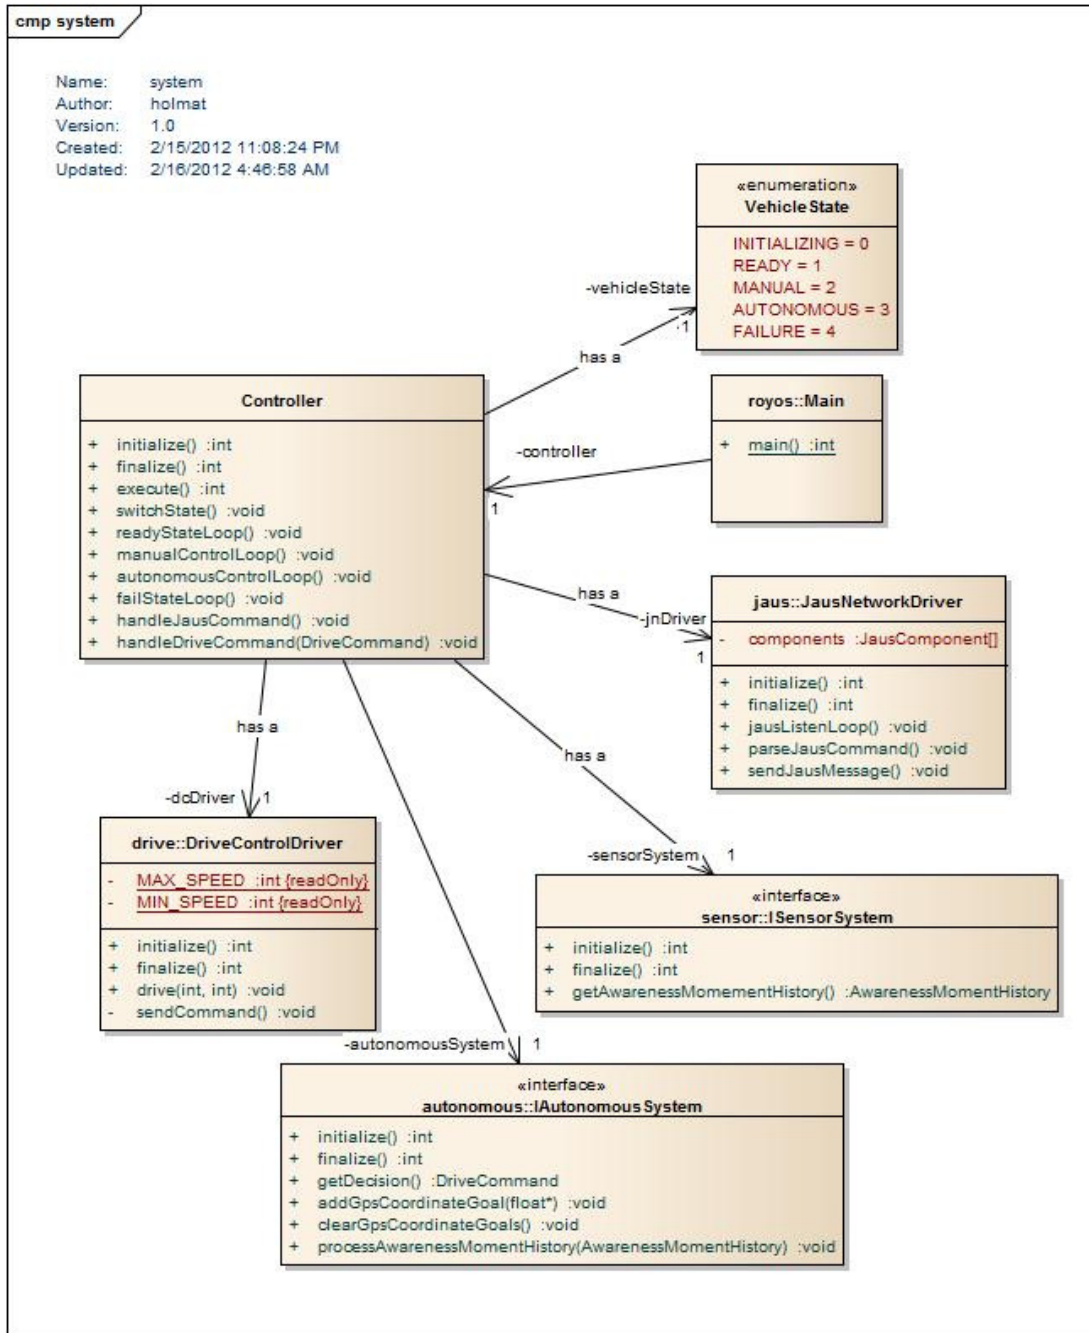 cmp system
Name: system
Author: holmat
Version: 1.0
Created: 2/15/2012 11:08:24 PM
Updated: 2/16/2012 4:46:58 AM
«enumeration»
VehicleState
INITIALIZING = 0
READY = 1
MANUAL = 2
AUTONOMOUS = 3
FAILURE = 4
-vehicleState
1
has a
Controller
+ initialize() :int
+ finalize() :int
+ execute() :int
+ switchState() :void
+ readyStateLoop() :void
+ manualControlLoop() :void
+ autonomousControlLoop() :void
+ failStateLoop() :void
+ handleJausCommand() :void
+ handleDriveCommand(DriveCommand) :void
royos::Main
+ main() :int
-controller
1
has a
-jnDriver
1
jaus::JausNetworkDriver
- components :JausComponent[]
+ initialize() :int
+ finalize() :int
+ jausListenLoop() :void
+ parseJausCommand() :void
+ sendJausMessage() :void
has a
-dcDriver
1
drive::DriveControlDriver
- MAX_SPEED :int {readOnly}
- MIN_SPEED :int {readOnly}
+ initialize() :int
+ finalize() :int
+ drive(int, int) :void
- sendCommand() :void
has a
-sensorSystem
1
«interface»
sensor::ISensorSystem
+ initialize() :int
+ finalize() :int
+ getAwarenessMomementHistory() :AwarenessMomentHistory
-autonomousSystem
1
«interface»
autonomous::IAutonomousSystem
+ initialize() :int
+ finalize() :int
+ getDecision() :DriveCommand
+ addGpsCoordinateGoal(float*) :void
+ clearGpsCoordinateGoals() :void
+ processAwarenessMomentHistory(AwarenessMomentHistory) :void